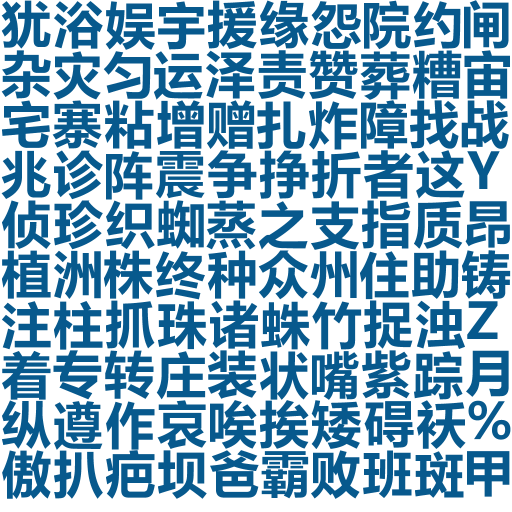 犹浴娱宇援缘怨院约闸
杂灾匀运泽责赞葬糟宙
宅寨粘增赠扎炸障找战
兆诊阵震争挣折者这Y
侦珍织蜘蒸之支指质昂
植洲株终种众州住助铸
注柱抓珠诸蛛竹捉浊Z
着专转庄装状嘴紫踪月
纵遵作哀唉挨矮碍袄%
傲扒疤坝爸霸败班斑甲